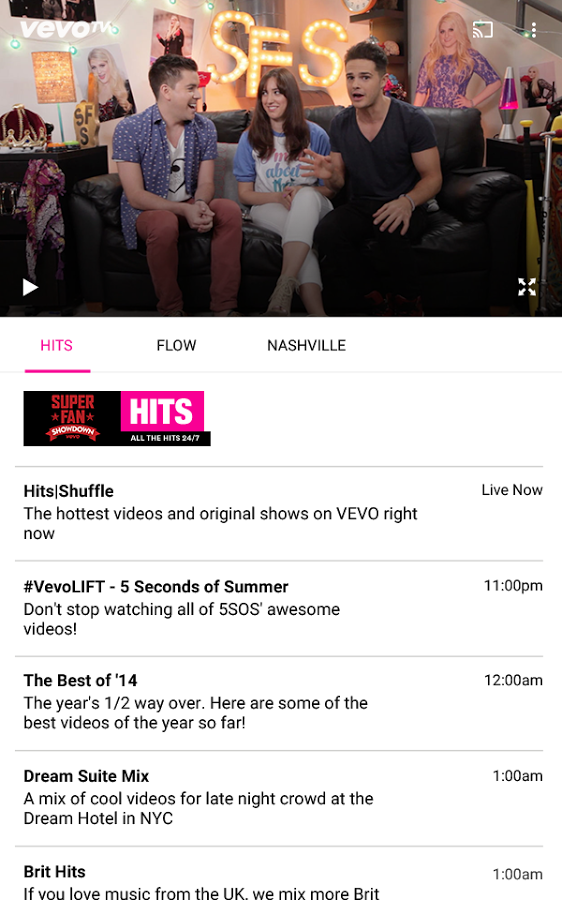 vevo TV
SFS
SF
S
me
about
HITS
FLOW
NASHVILLE
SUPER
FAN
SHOWDOWN
vevo
HITS
ALL THE HITS 24/7
Hits|Shuffle
Live Now
The hottest videos and original shows on VEVO right
now
#VevoLIFT - 5 Seconds of Summer
11:00pm
Don't stop watching all of 5SOS' awesome
videos!
The Best of '14
12:00am
The year's 1/2 way over. Here are some of the
best videos of the year so far!
Dream Suite Mix
1:00am
A mix of cool videos for late night crowd at the
Dream Hotel in NYC
Brit Hits
1:00am
If you love music from the UK, we mix more Brit